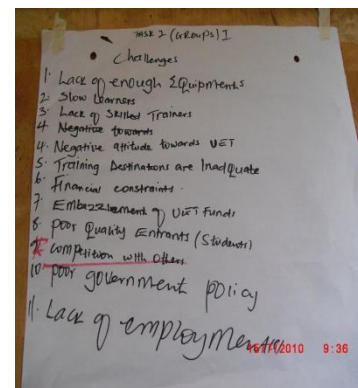 TASK 2 (GROUPS) I
Challenges
1. Lack of enough Equipments
2. Slow Learners
3. Lack of Skilled Trainers
4. Negative towards
4. Negative attitude towards VET
5. Training Destinations are Inadquate
6. Financial constraints.
7. Embazzlement of VET Funds
8. Poor Quality Entrants (Students)
9. Competition with others
10. poor government policy
11. Lack of employment
16/7/2010 9:36